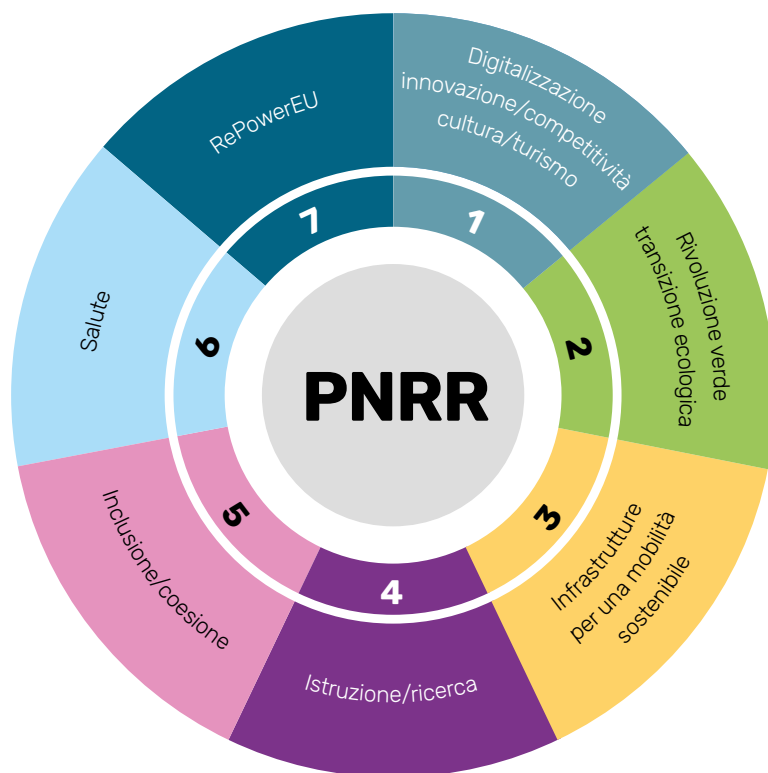 PNRR
1
Digitalizzazione
innovazione/competitività
cultura/turismo
2
Rivoluzione verde
transizione ecologica
3
Infrastrutture
per una mobilità
sostenibile
4
Istruzione/ricerca
5
Inclusione/coesione
6
Salute
7
RePowerEU